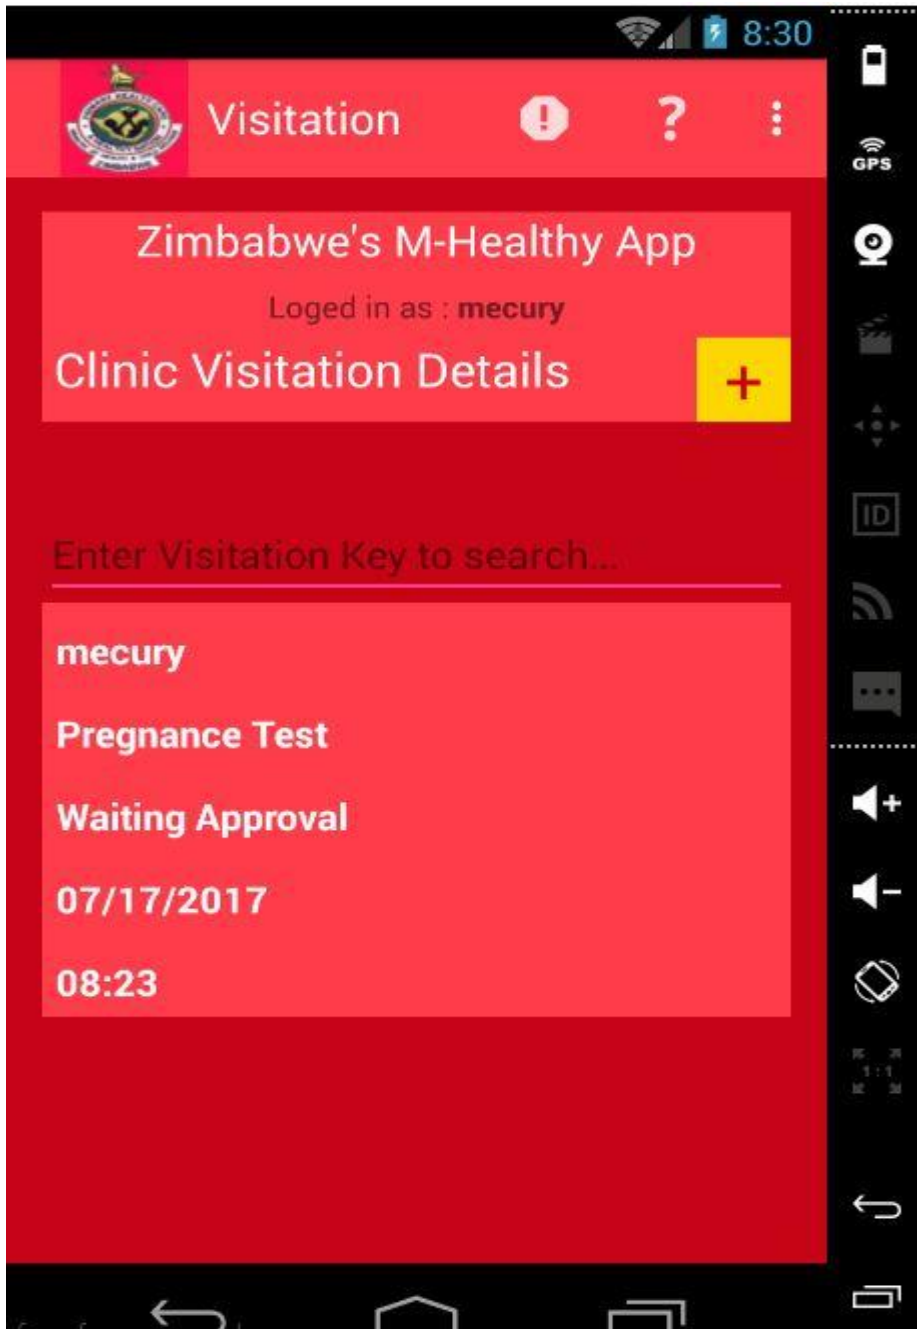 8:30
Visitation
Zimbabwe's M-Healthy App
Loged in as : mecury
Clinic Visitation Details
+
Enter Visitation Key to search...
mecury
Pregnance Test
Waiting Approval
07/17/2017
08:23
GPS
ID
1:1